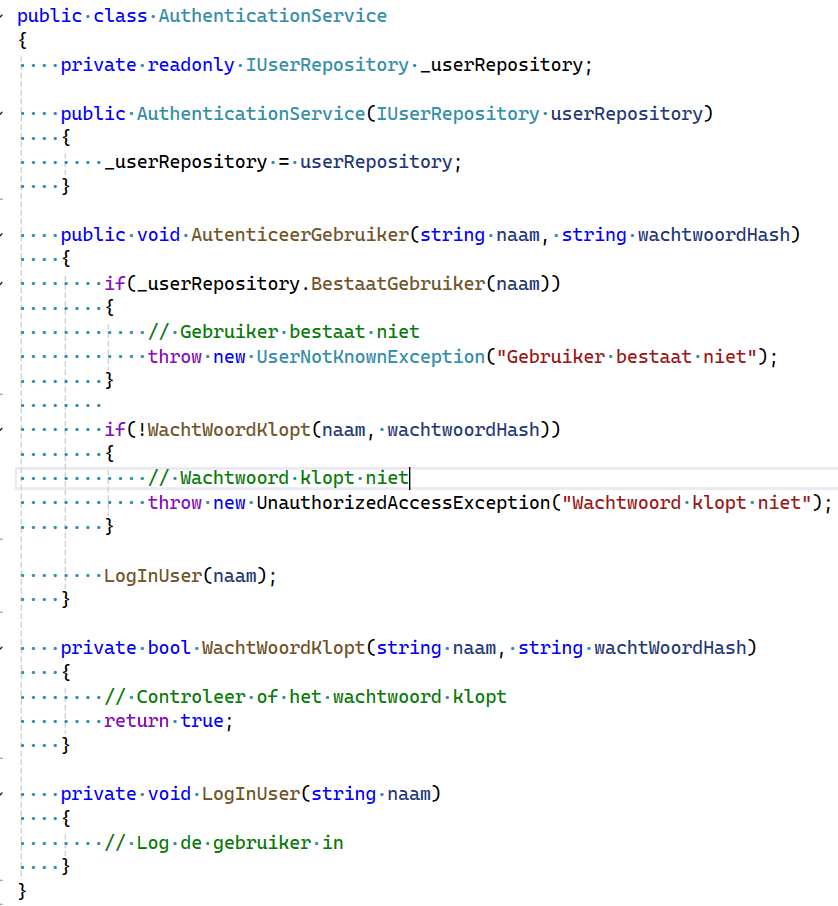 public class AuthenticationService
{
    private readonly IUserRepository _userRepository;

    public AuthenticationService(IUserRepository userRepository)
    {
        _userRepository = userRepository;
    }

    public void AutenticeerGebruiker(string naam, string wachtwoordHash)
    {
        if(_userRepository.BestaatGebruiker(naam))
        {
            // Gebruiker bestaat niet
            throw new UserNotKnownException("Gebruiker bestaat niet");
        }

        if(!WachtWoordKlopt(naam, wachtwoordHash))
        {
            // Wachtwoord klopt niet
            throw new UnauthorizedAccessException("Wachtwoord klopt niet");
        }

        LogInUser(naam);
    }

    private bool WachtWoordKlopt(string naam, string wachtWoordHash)
    {
        // Controleer of het wachtwoord klopt
        return true;
    }

    private void LogInUser(string naam)
    {
        // Log de gebruiker in
    }
}